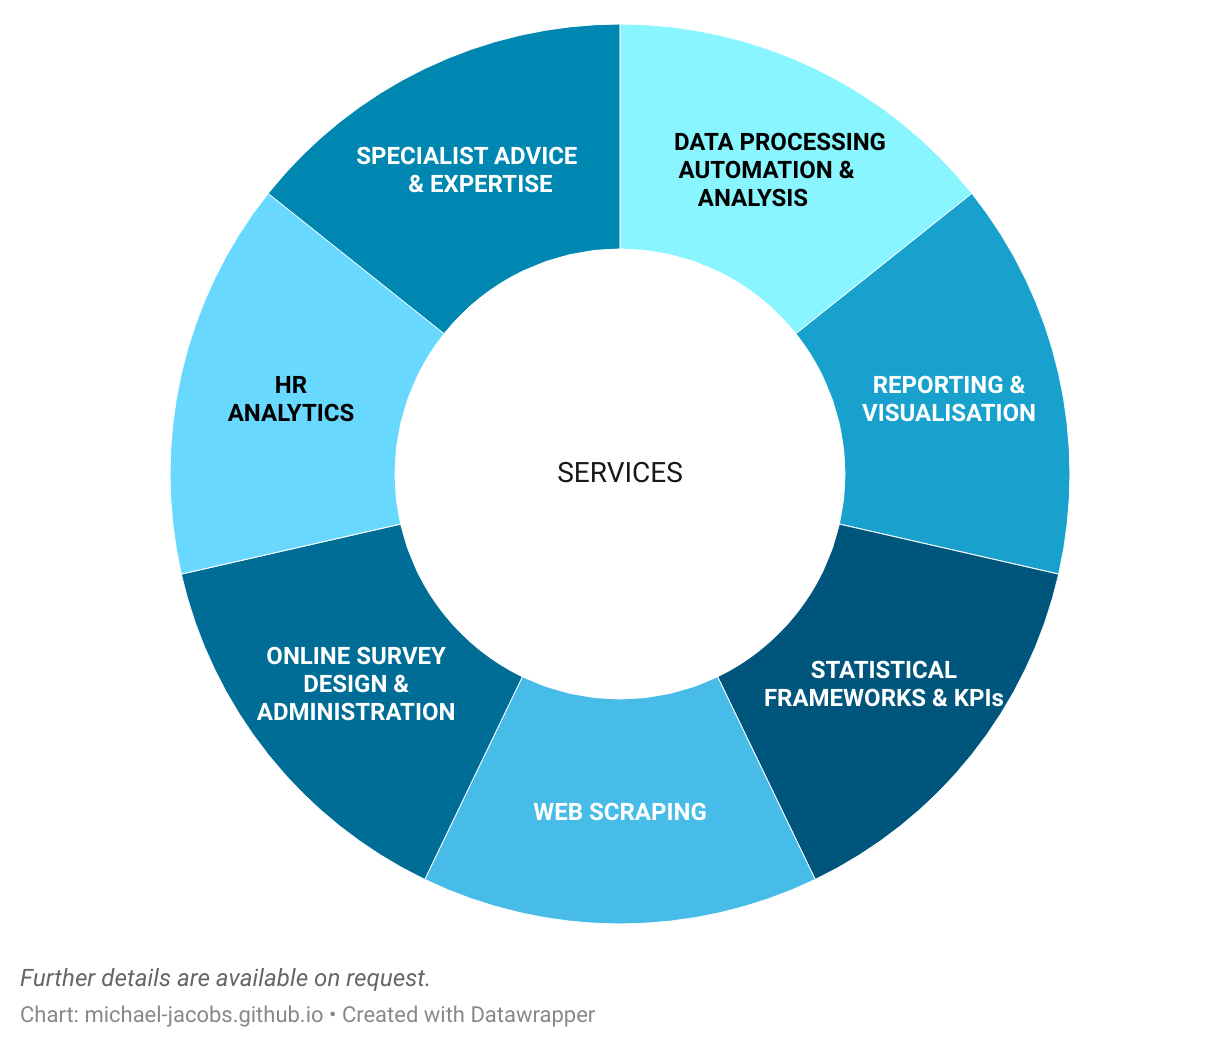 SPECIALIST ADVICE
& EXPERTISE
DATA PROCESSING
AUTOMATION &
ANALYSIS
HR
ANALYTICS
REPORTING &
VISUALISATION
SERVICES
ONLINE SURVEY
DESIGN &
ADMINISTRATION
STATISTICAL
FRAMEWORKS & KPIs
WEB SCRAPING
Further details are available on request.
Chart: michael-jacobs.github.io • Created with Datawrapper